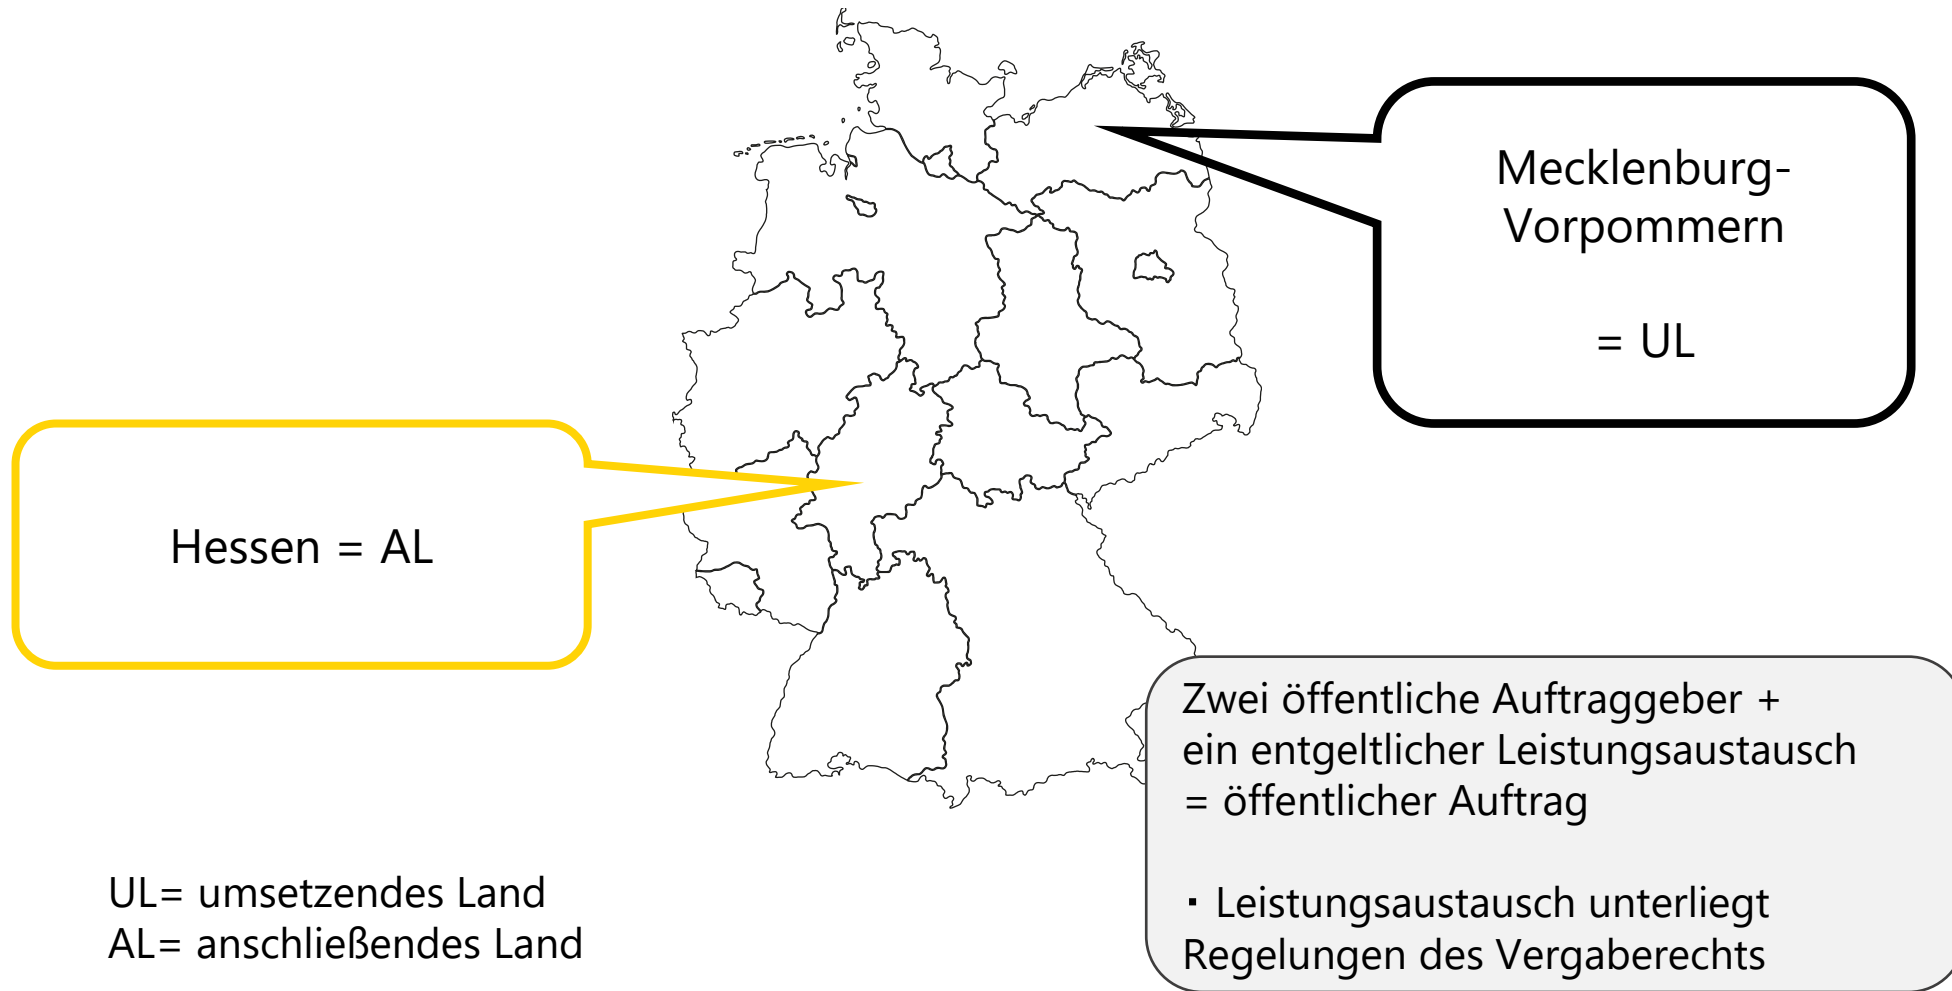 Mecklenburg-
Vorpommern
= UL
Hessen = AL
Zwei öffentliche Auftraggeber +
ein entgeltlicher Leistungsaustausch
= öffentlicher Auftrag
▪ Leistungsaustausch unterliegt
Regelungen des Vergaberechts
UL= umsetzendes Land
AL= anschließendes Land